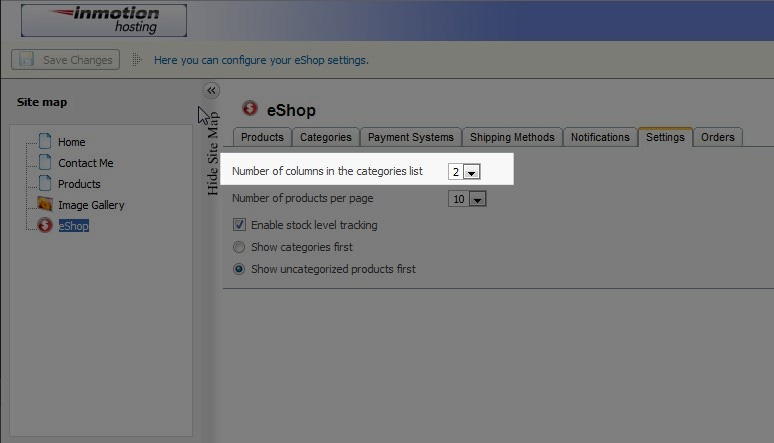 inmotion
hosting
Save Changes
Here you can configure your eShop settings.
Site map
Home
Contact Me
Products
Image Gallery
eShop
Hide Site Map
eShop
Products Categories Payment Systems Shipping Methods Notifications Settings Orders
Number of columns in the categories list 2
Number of products per page 10
Enable stock level tracking
Show categories first
Show uncategorized products first